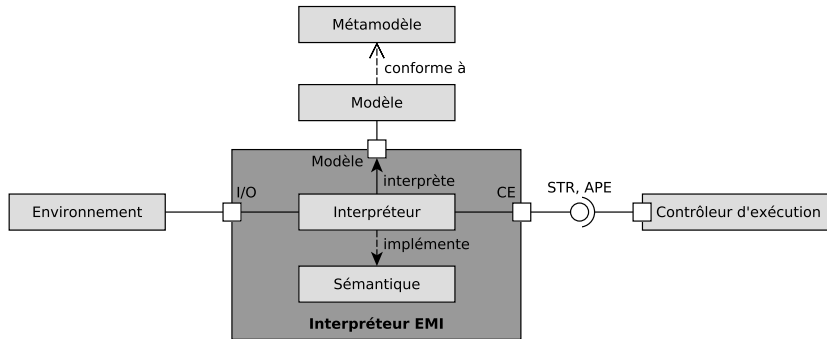 Métamodèle
conforme à
Modèle
Modèle
interprète
I/O
CE
STR, APE
Environnement
Interpréteur
Contrôleur d'exécution
implémente
Sémantique
Interpréteur EMI